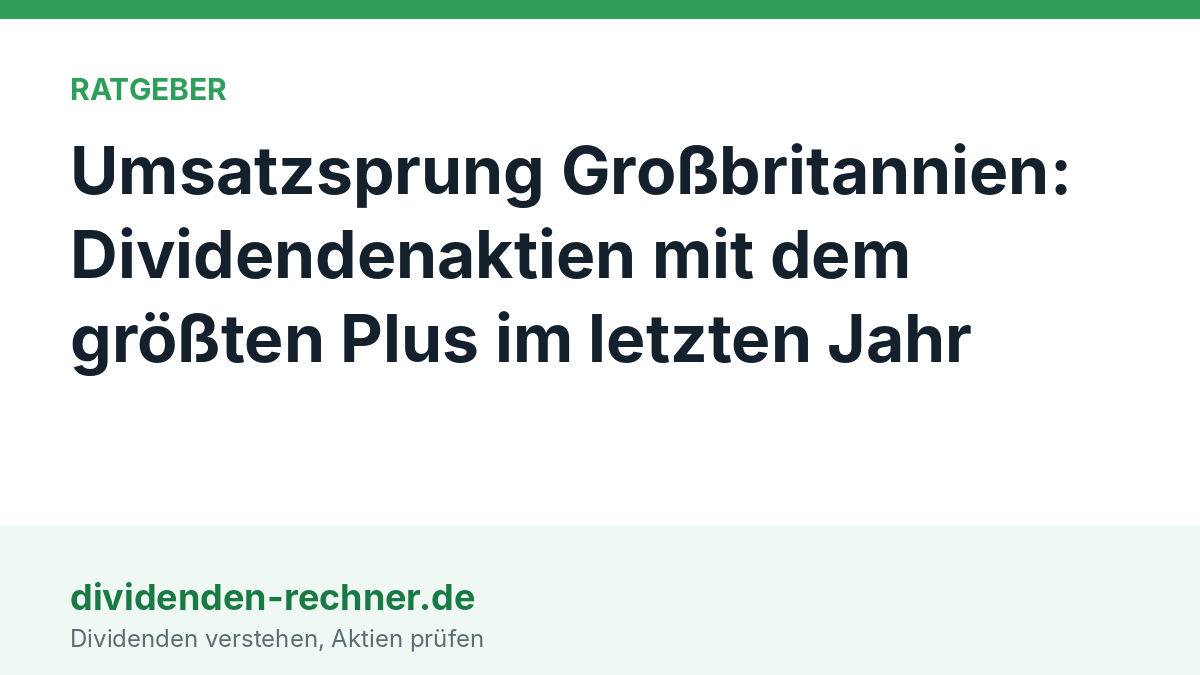 RATGEBER
Umsatzsprung Großbritannien:
Dividendenaktien mit dem
größten Plus im letzten Jahr
dividenden-rechner.de
Dividenden verstehen, Aktien prüfen